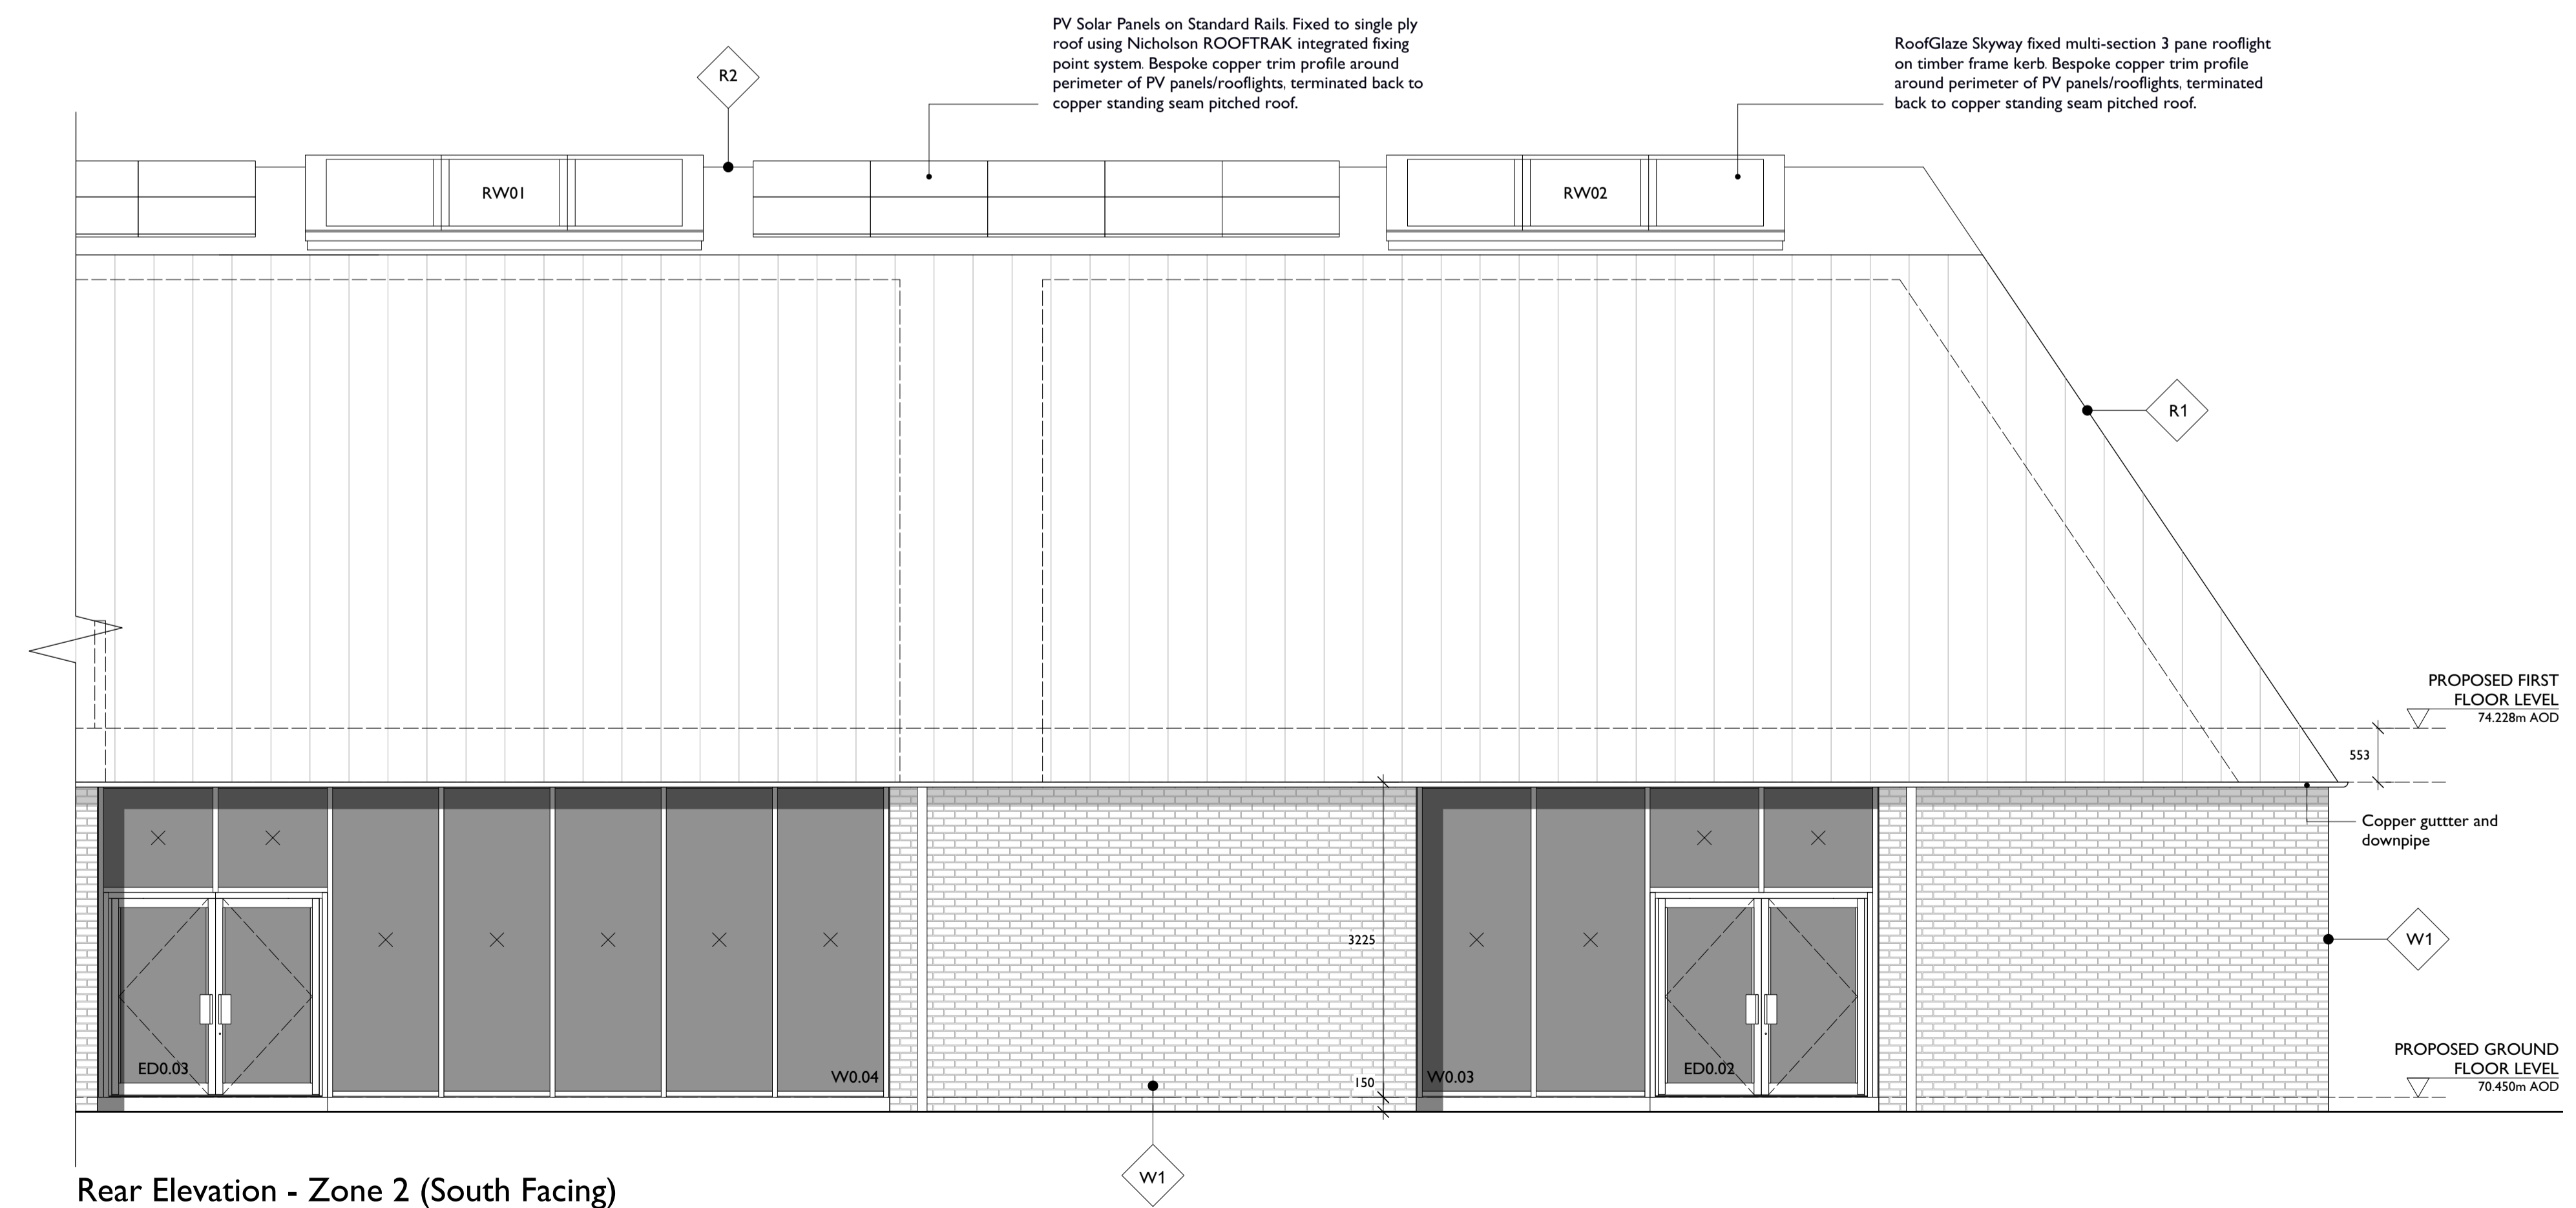 PV Solar Panels on Standard Rails. Fixed to single ply
roof using Nicholson ROOFTRAK integrated fixing
point system. Bespoke copper trim profile around
perimeter of PV panels/rooflights, terminated back to
copper standing seam pitched roof.
RoofGlaze Skyway fixed multi-section 3 pane rooflight
on timber frame kerb. Bespoke copper trim profile
around perimeter of PV panels/rooflights, terminated
back to copper standing seam pitched roof.
R2
RW01
RW02
R1
PROPOSED FIRST
FLOOR LEVEL
74.228m AOD
553
Copper guttter and
downpipe
3225
W1
PROPOSED GROUND
FLOOR LEVEL
70.450m AOD
ED0.03
W0.04
150
W0.03
ED0.02
W1
Rear Elevation - Zone 2 (South Facing)